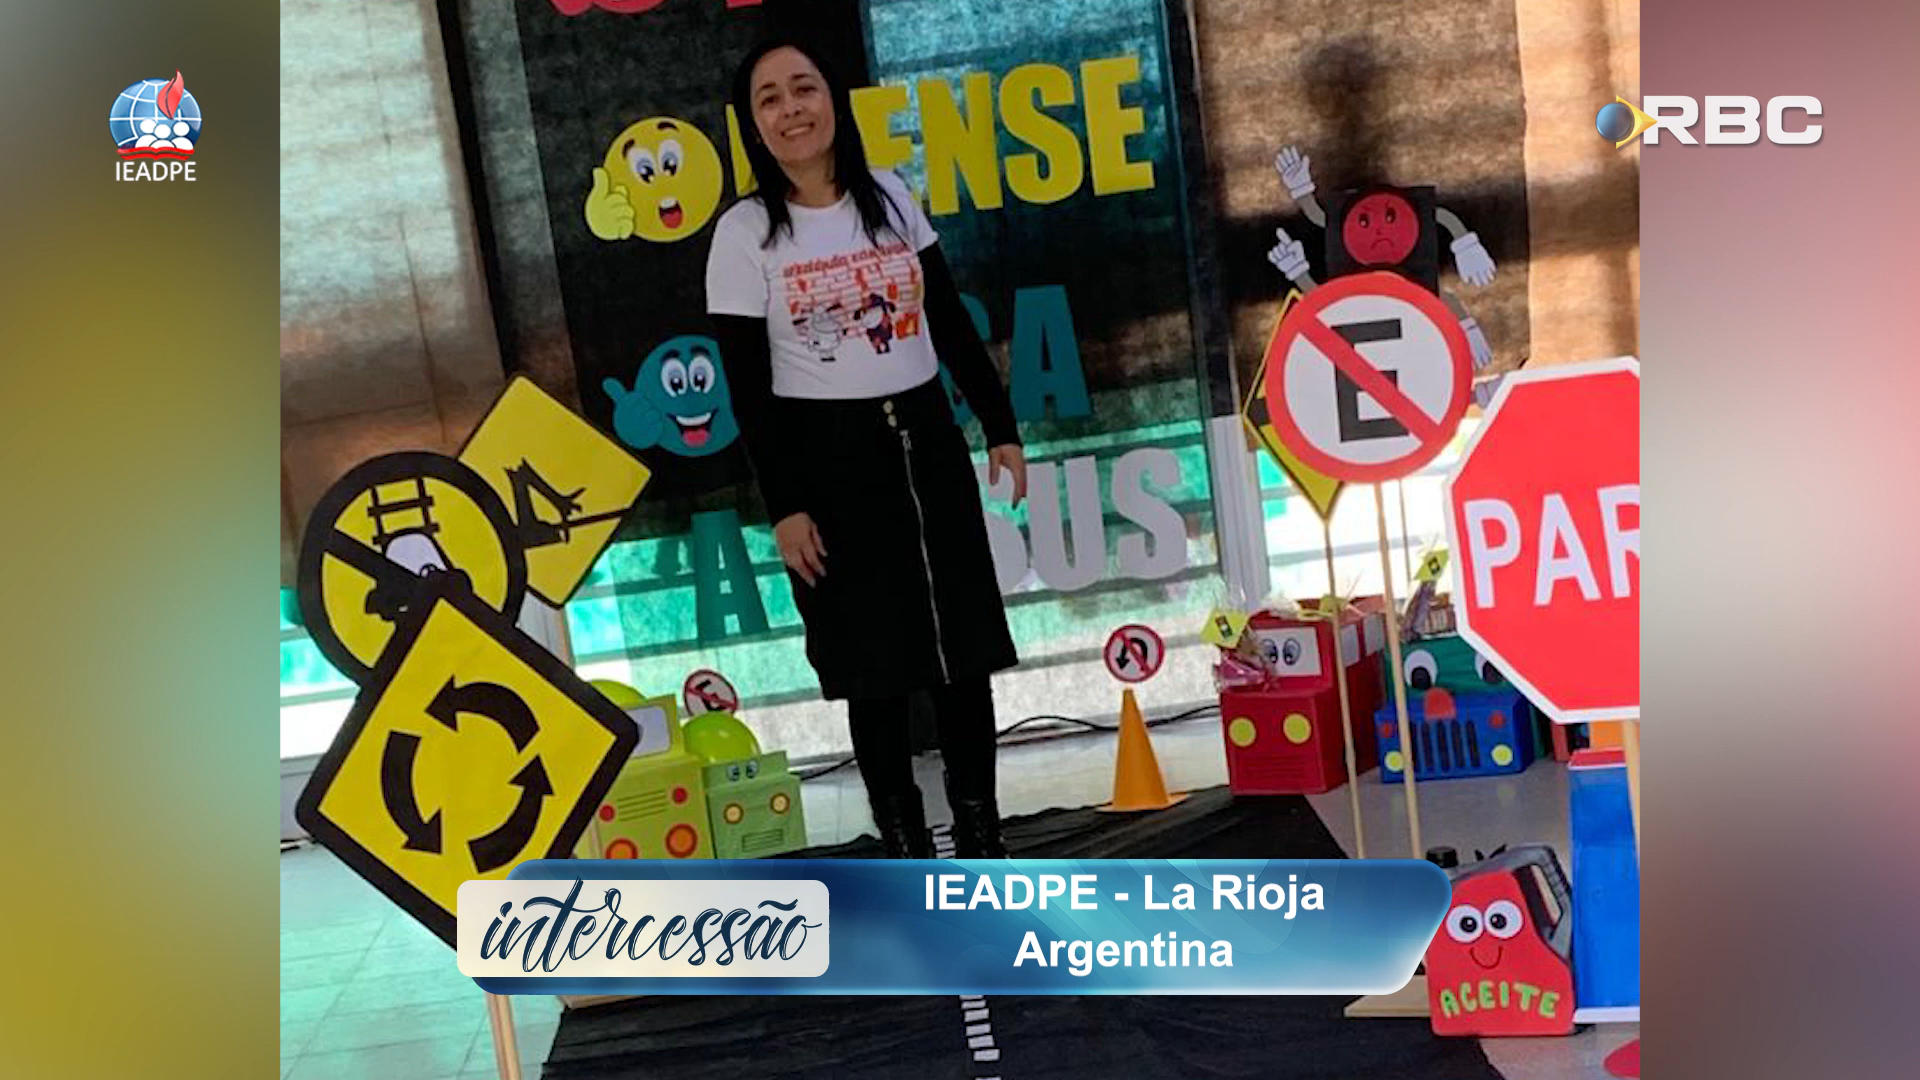 IEADPE
RBC
ENSE
E
PAR
A
SUS
intercessão
IEADPE - La Rioja
Argentina
ACEITE